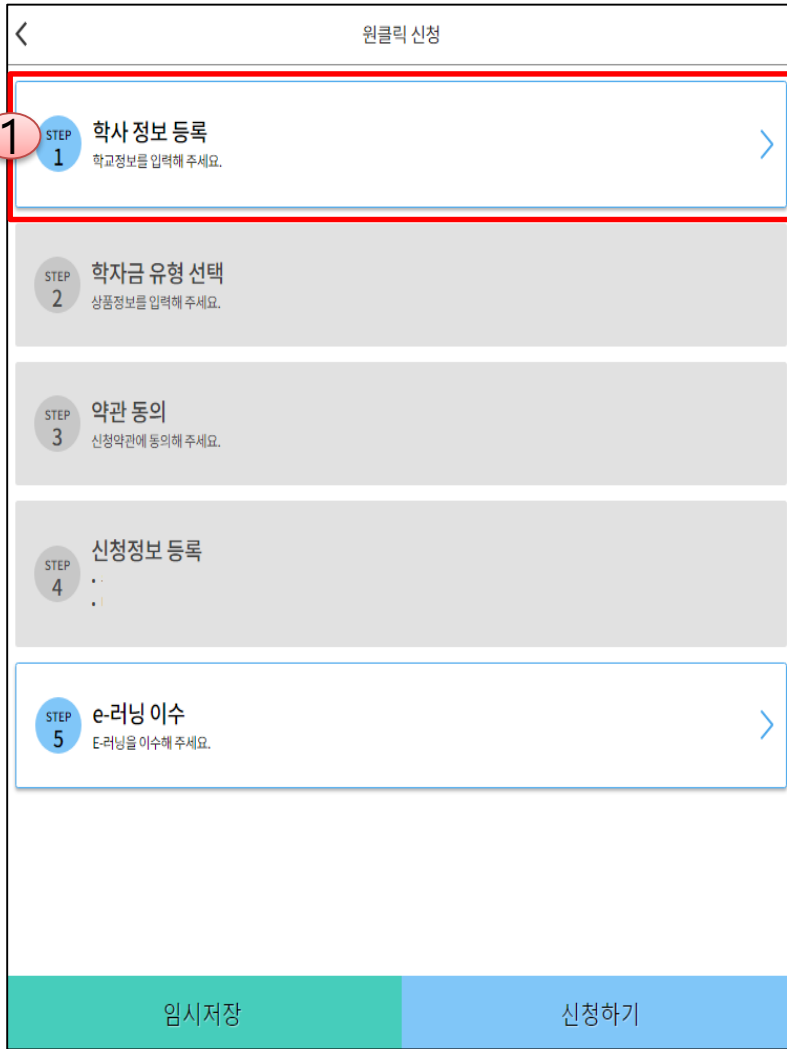 원클릭 신청
1
STEP
1
학사 정보 등록
학교정보를 입력해 주세요.
STEP
2
학자금 유형 선택
상품정보를 입력해 주세요.
STEP
3
약관 동의
신청약관에 동의해 주세요.
STEP
4
신청정보 등록
STEP
5
e-러닝 이수
E-러닝을 이수해 주세요.
임시저장
신청하기